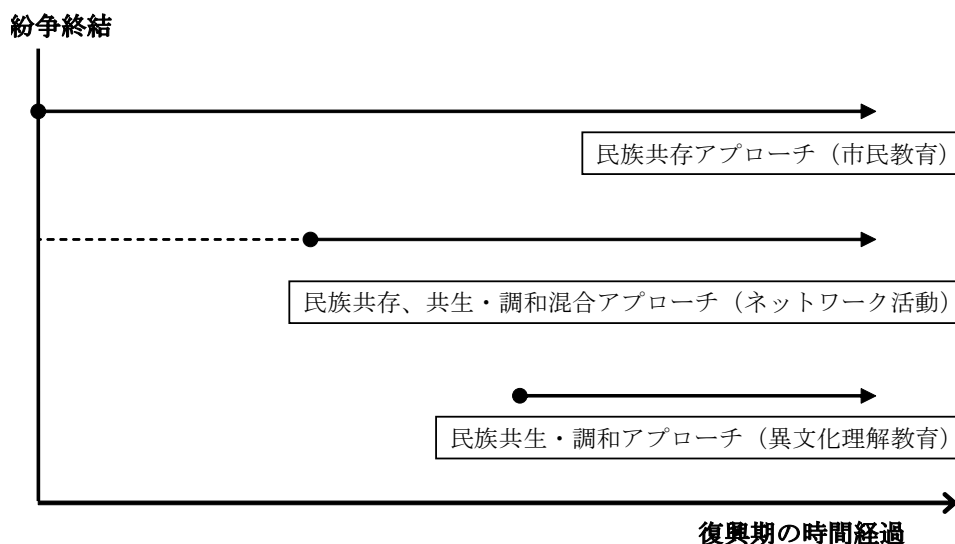 紛争終結
民族共存アプローチ（市民教育）
民族共存、共生・調和混合アプローチ（ネットワーク活動）
民族共生・調和アプローチ（異文化理解教育）
復興期の時間経過